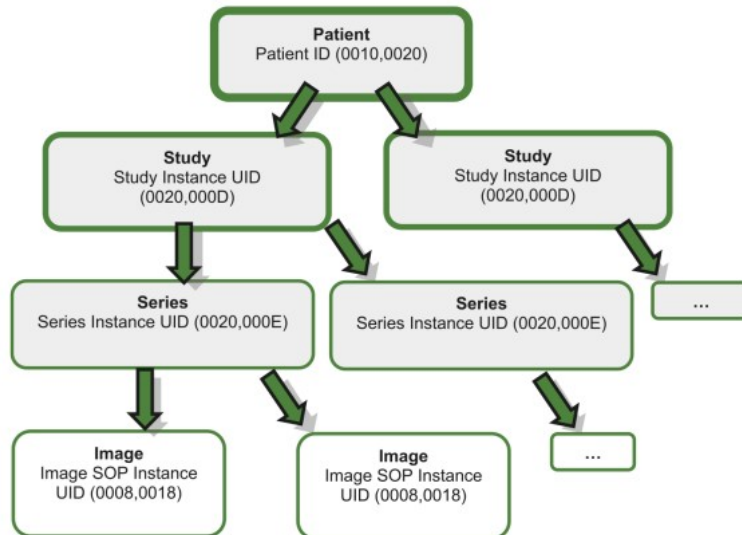 Patient
Patient ID (0010,0020)
Study
Study Instance UID
(0020,000D)
Study
Study Instance UID
(0020,000D)
Series
Series Instance UID (0020,000E)
Series
Series Instance UID (0020,000E)
...
Image
Image SOP Instance
UID (0008,0018)
Image
Image SOP Instance
UID (0008,0018)
...